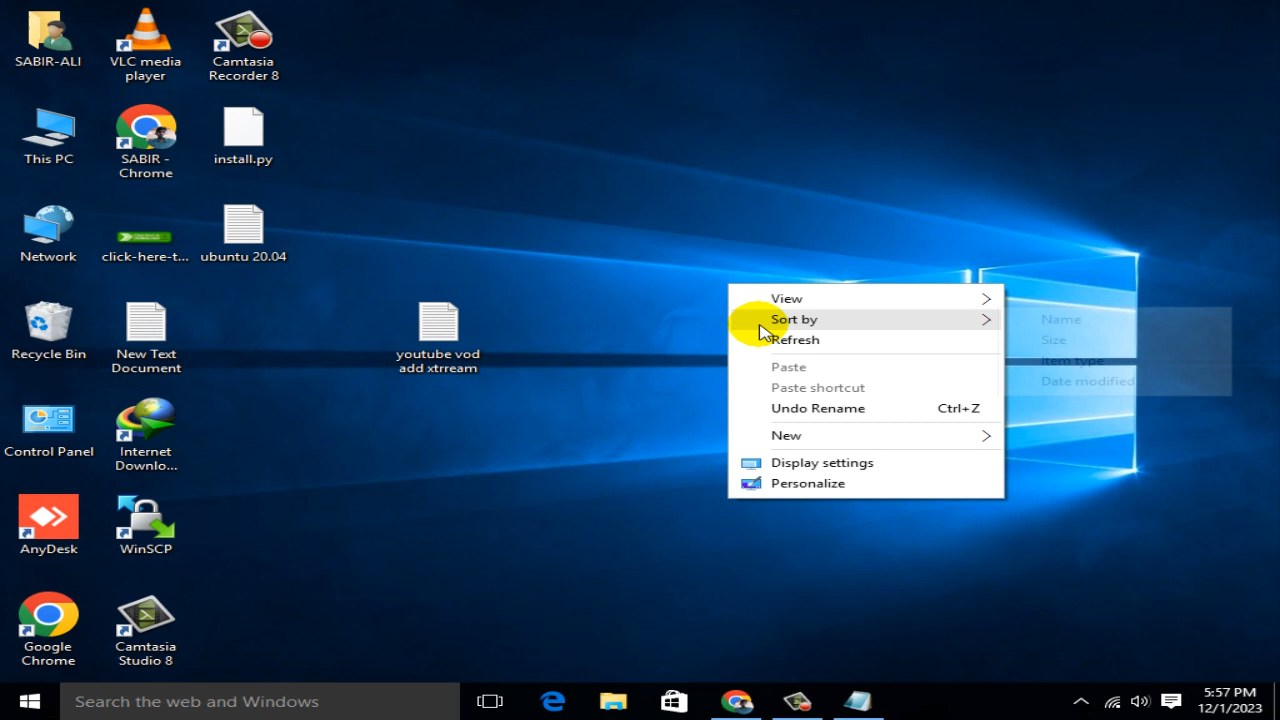 SABIR-ALI
VLC media
player
Camtasia
Recorder 8
This PC
SABIR -
Chrome
install.py
Network
click-here-t...
ubuntu 20.04
Recycle Bin
New Text
Document
youtube vod
add xtrream
Control Panel
Internet
Downlo...
AnyDesk
WinSCP
Google
Chrome
Camtasia
Studio 8
View
Sort by
Refresh
Paste
Paste shortcut
Undo Rename Ctrl+Z
New
Display settings
Personalize
Name
Size
Item type
Date modified
Search the web and Windows
5:57 PM
12/1/2023